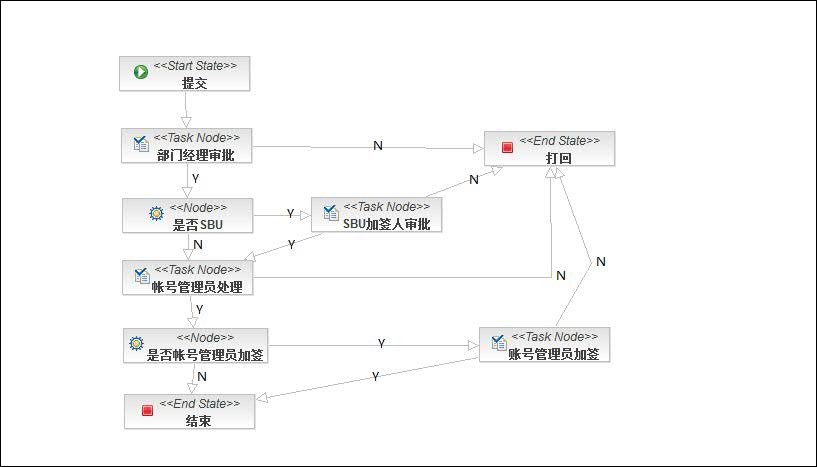 <<Start State>>
提交
<<Task Node>>
部门经理审批
N
<<End State>>
打回
Y
N
<<Node>>
是否SBU
Y
<<Task Node>>
SBU加签人审批
N
Y
<<Task Node>>
帐号管理员处理
N
N
Y
<<Node>>
是否帐号管理员加签
Y
<<Task Node>>
账号管理员加签
N
Y
<<End State>>
结束